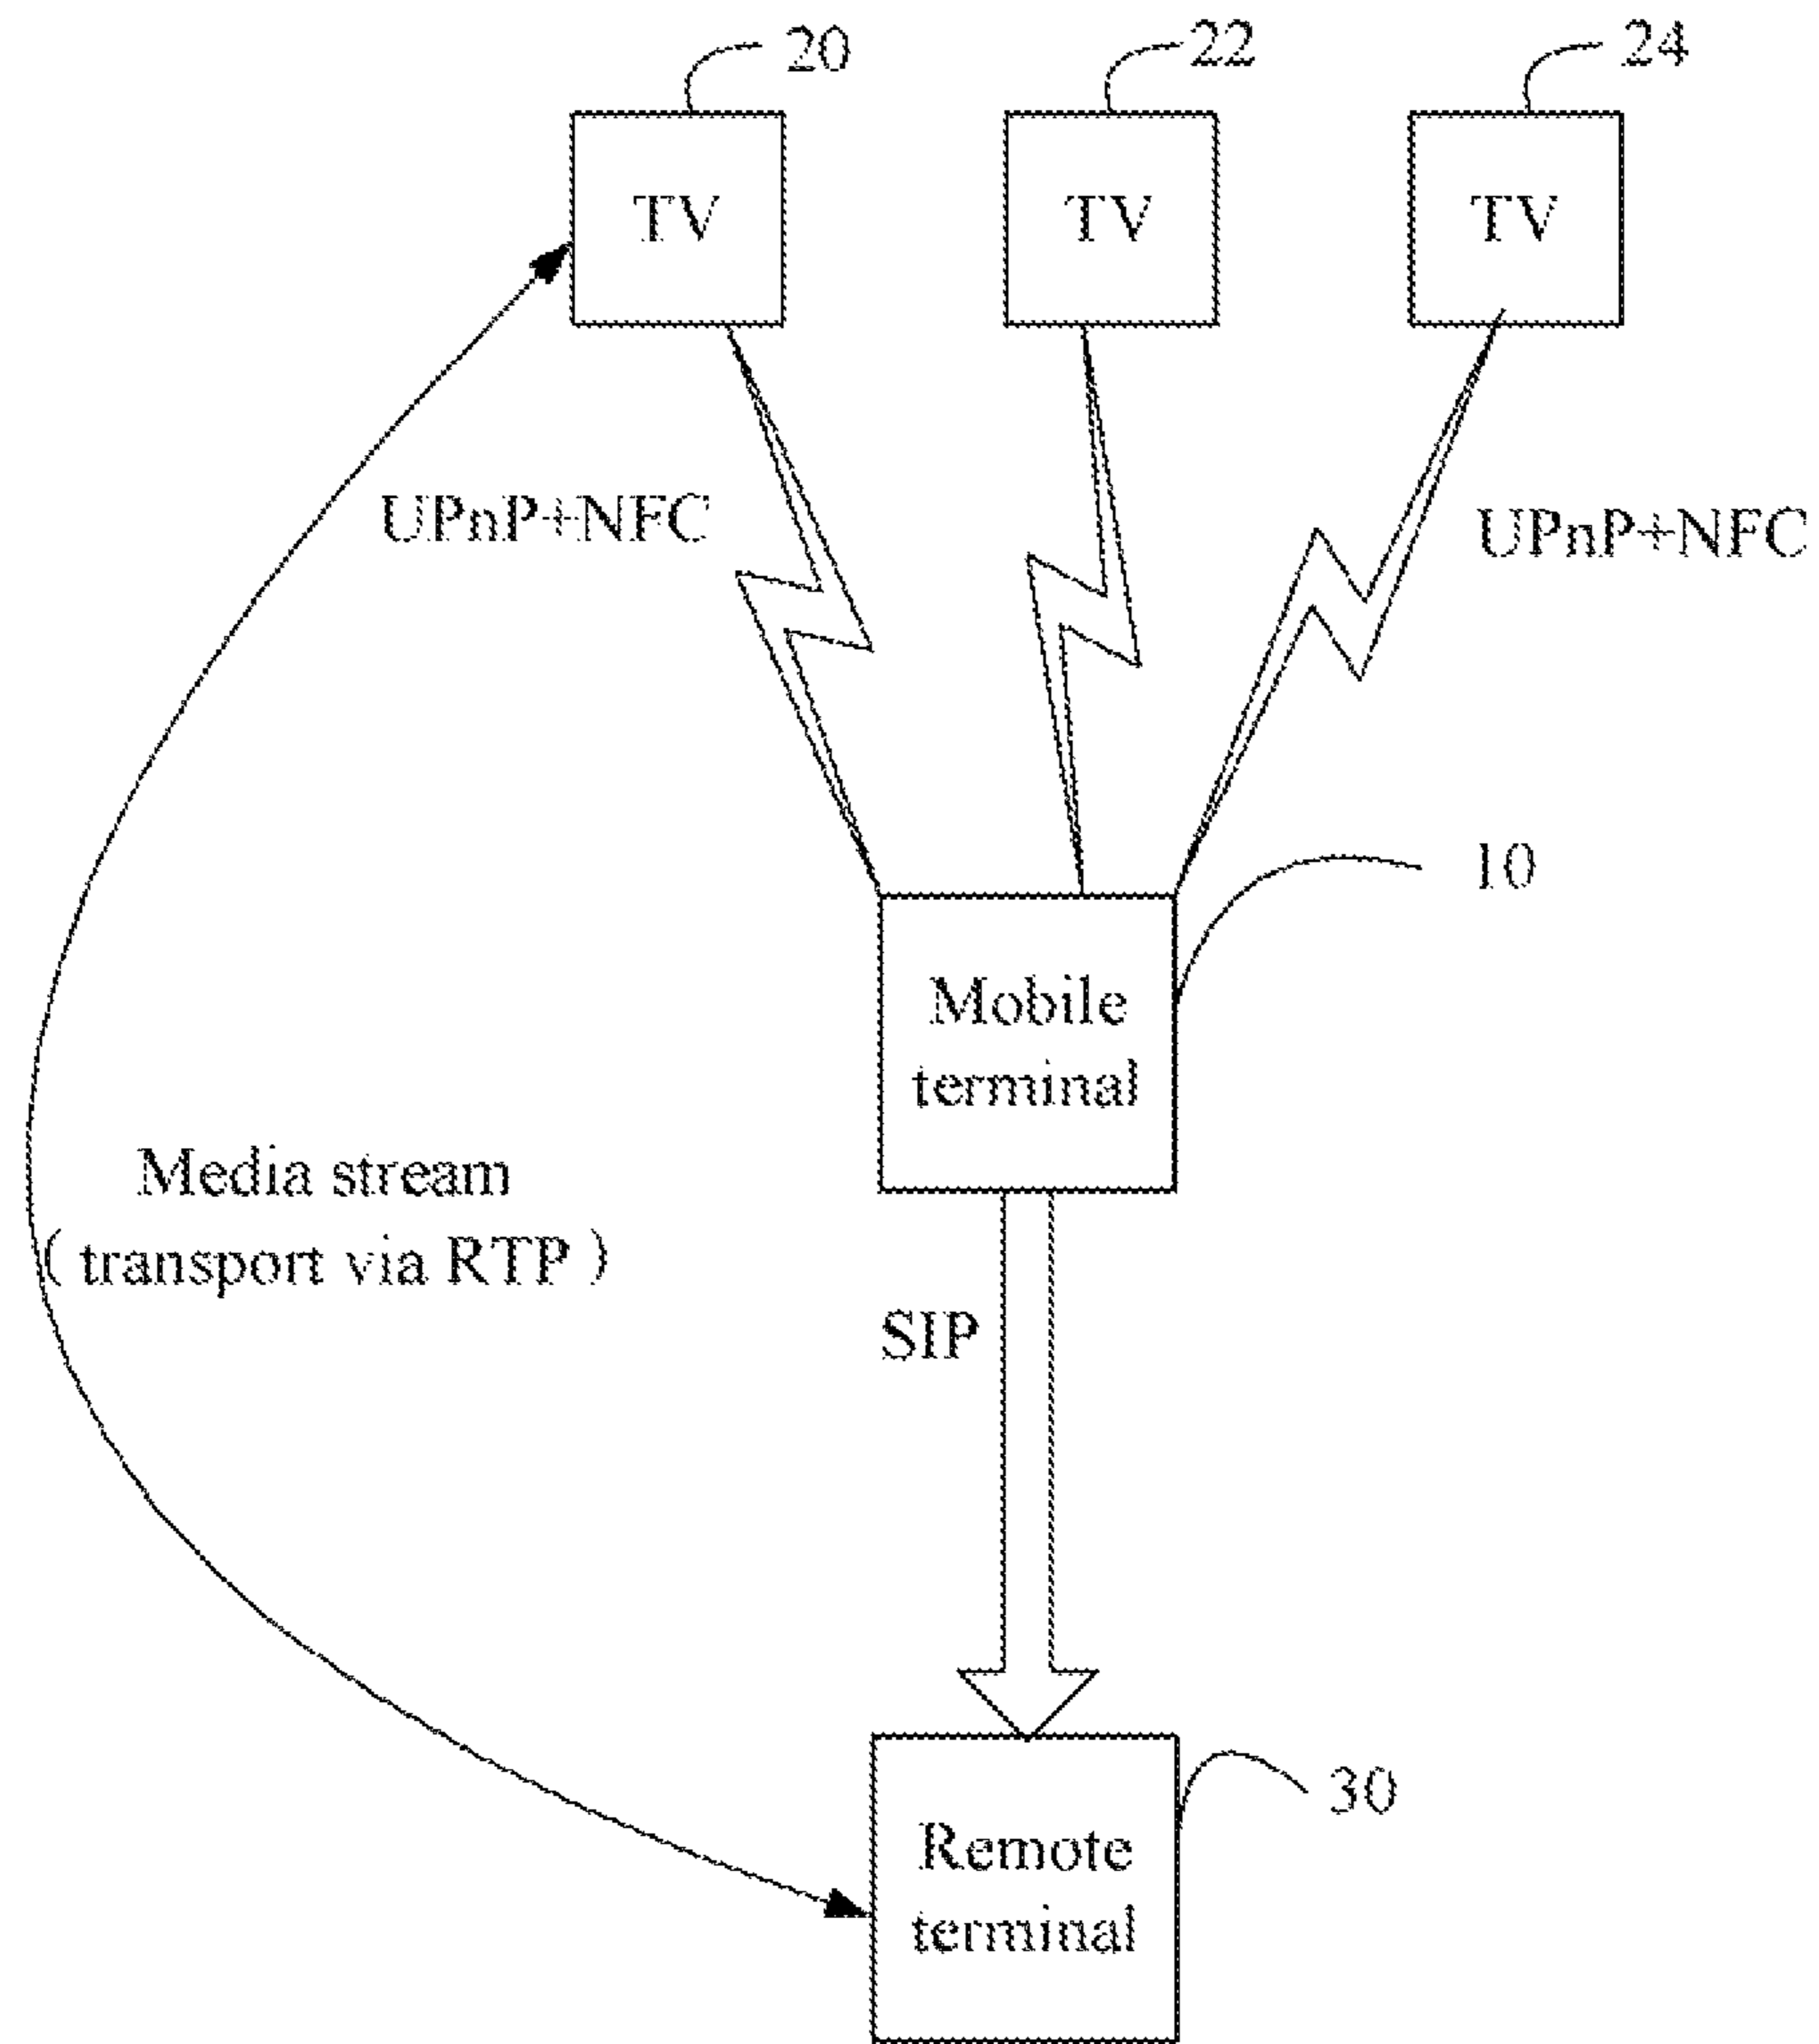 20
22
24
TV
TV
TV
UPnP+NFC
UPnP+NFC
10
Mobile
terminal
Media stream
( transport via RTP )
SIP
30
Remote
terminal